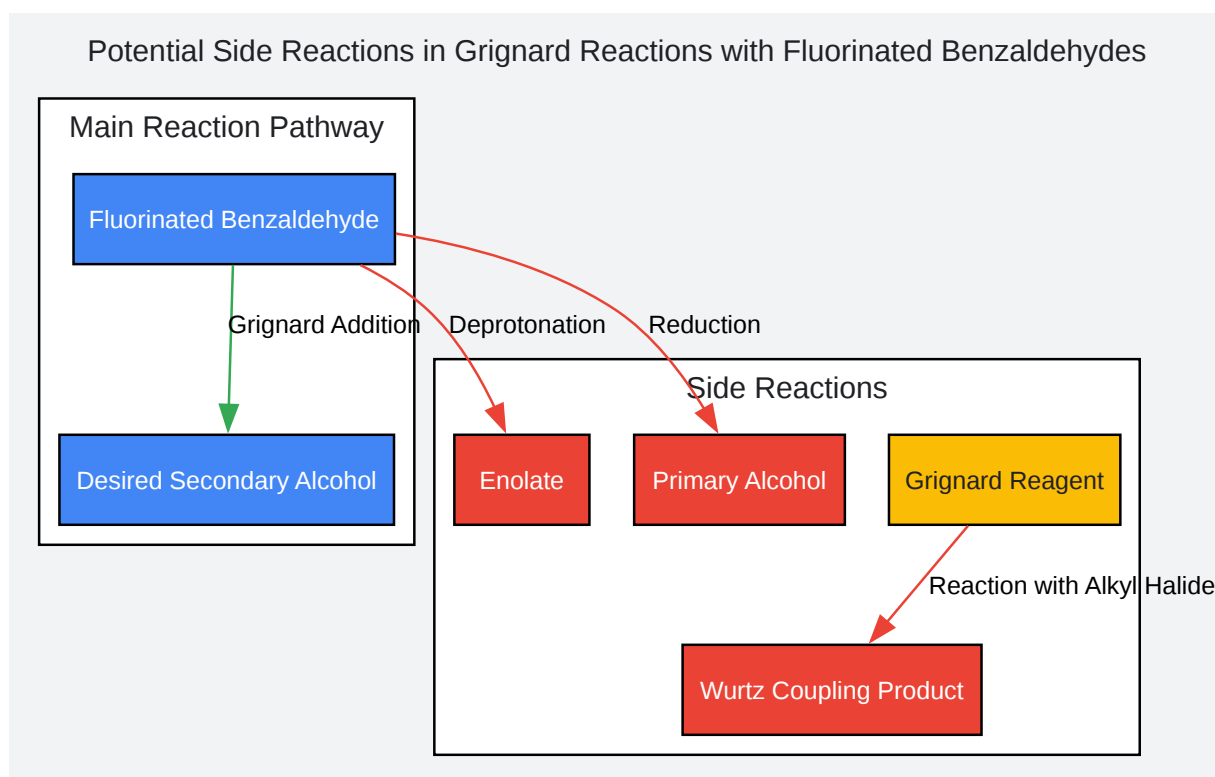 Potential Side Reactions in Grignard Reactions with Fluorinated Benzaldehydes
Main Reaction Pathway
Fluorinated Benzaldehyde
Grignard Addition
Deprotonation
Reduction
Desired Secondary Alcohol
Side Reactions
Enolate
Primary Alcohol
Grignard Reagent
Reaction with Alkyl Halide
Wurtz Coupling Product